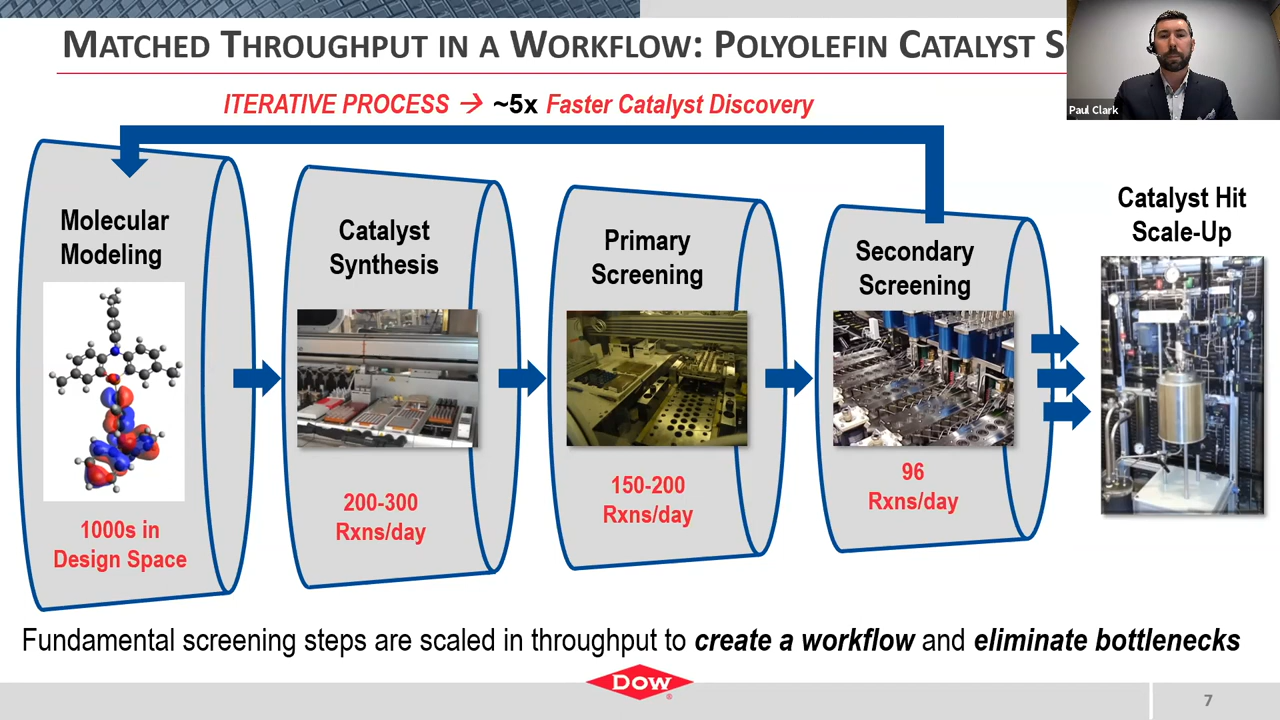 MATCHED THROUGHPUT IN A WORKFLOW: POLYOLEFIN CATALYST
Paul Clark
ITERATIVE PROCESS → ~5x Faster Catalyst Discovery
Molecular
Modeling
1000s in
Design Space
Catalyst
Synthesis
200-300
Rxns/day
Primary
Screening
150-200
Rxns/day
Secondary
Screening
96
Rxns/day
Catalyst Hit
Scale-Up
Fundamental screening steps are scaled in throughput to create a workflow and eliminate bottlenecks
DOW
®
7